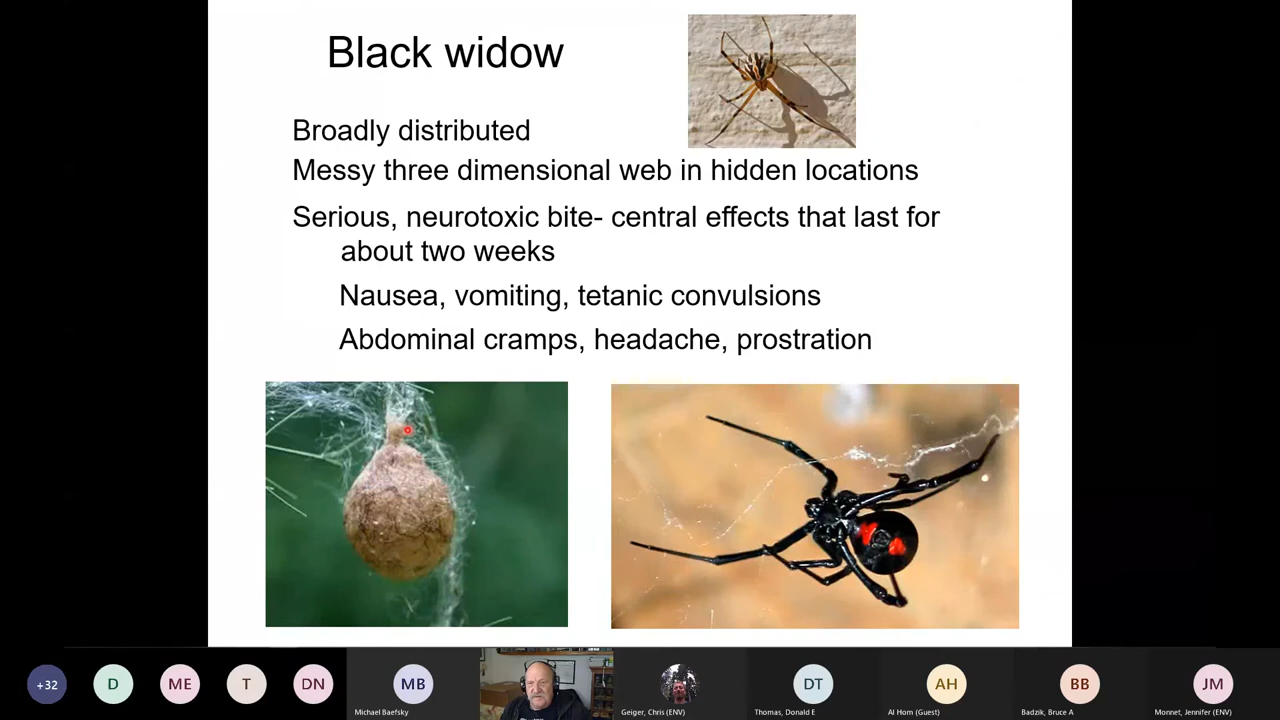 Black widow
Broadly distributed
Messy three dimensional web in hidden locations
Serious, neurotoxic bite- central effects that last for
about two weeks
Nausea, vomiting, tetanic convulsions
Abdominal cramps, headache, prostration
+32
D
ME
T
DN
MB
DT
AH
BB
JM
Michael Baefsky
Geiger, Chris (ENV)
Thomas, Donald E
Al Hom (Guest)
Badzik, Bruce A
Monnet, Jennifer (ENV)